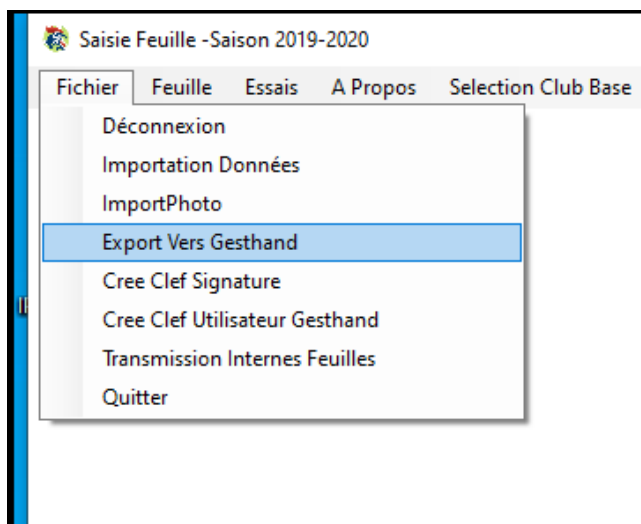 Saisie Feuille -Saison 2019-2020
Fichier Feuille Essais A Propos Selection Club Base
Déconnexion
Importation Données
ImportPhoto
Export Vers Gesthand
Cree Clef Signature
Cree Clef Utilisateur Gesthand
Transmission Internes Feuilles
Quitter